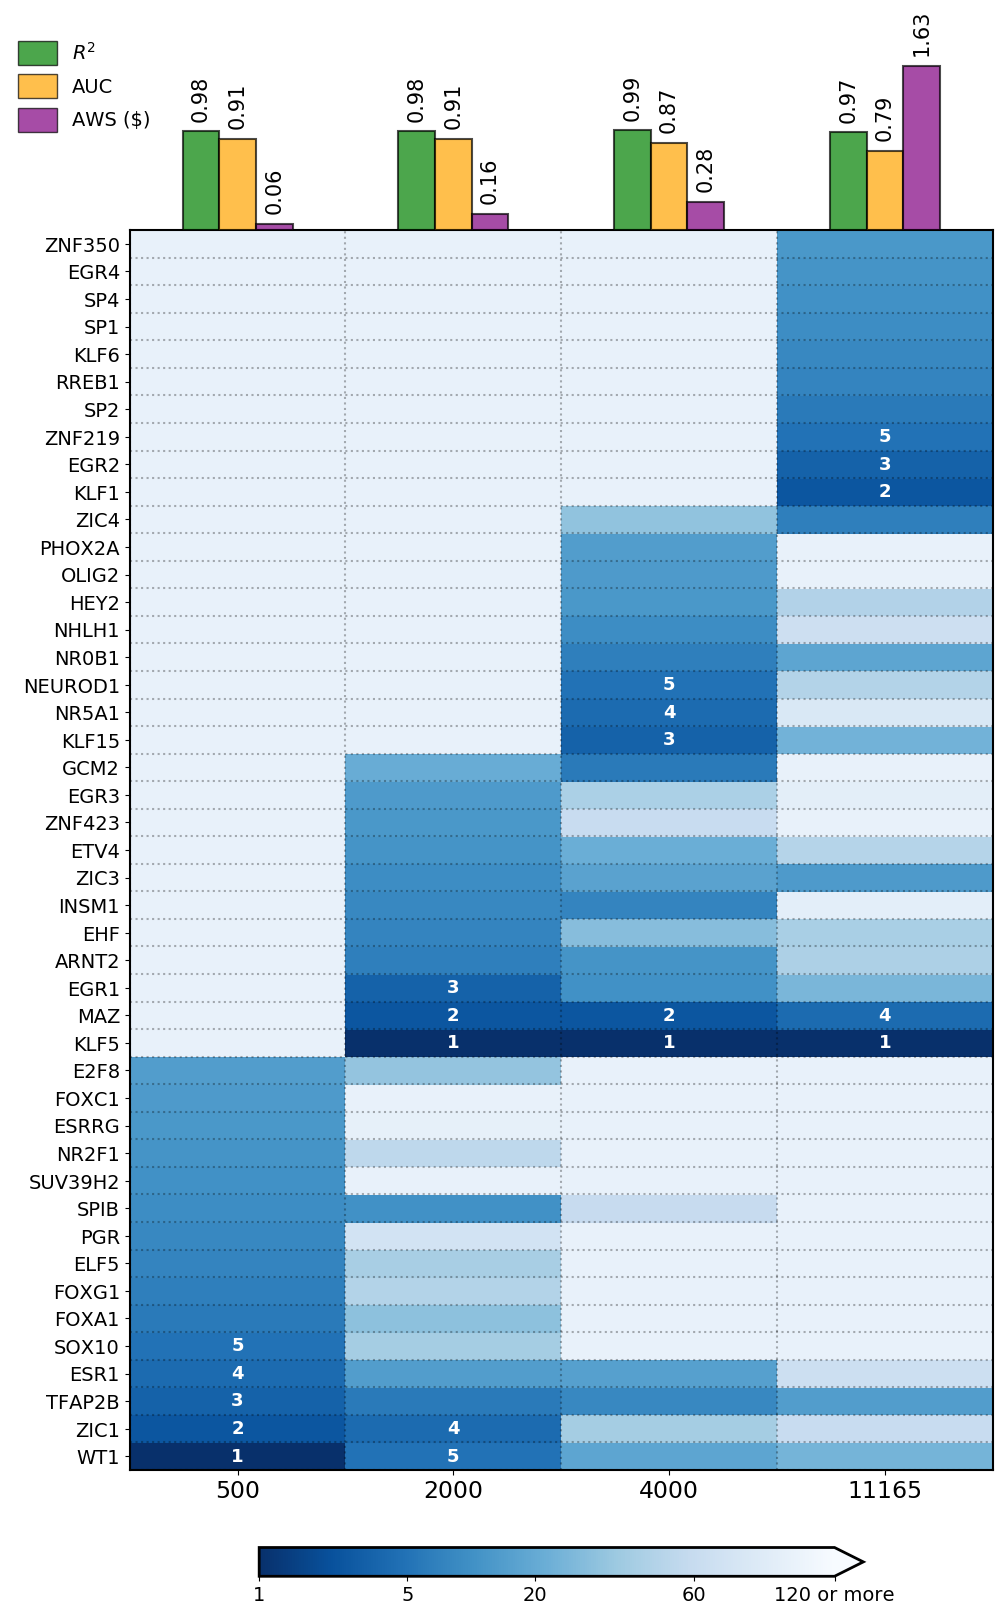 R²
AUC
AWS ($)
0.98 0.91 0.06
0.98 0.91 0.16
0.99 0.87 0.28
0.97 0.79 1.63
ZNF350
EGR4
SP4
SP1
KLF6
RREB1
SP2
ZNF219 5
EGR2 3
KLF1 2
ZIC4
PHOX2A
OLIG2
HEY2
NHLH1
NR0B1
NEUROD1 5
NR5A1 4
KLF15 3
GCM2
EGR3
ZNF423
ETV4
ZIC3
INSM1
EHF
ARNT2
EGR1 3
MAZ 2 2 4
KLF5 1 1 1
E2F8
FOXC1
ESRRG
NR2F1
SUV39H2
SPIB
PGR
ELF5
FOXG1
FOXA1
SOX10 5
ESR1 4
TFAP2B 3
ZIC1 2 4
WT1 1 5
500 2000 4000 11165
1 5 20 60 120 or more